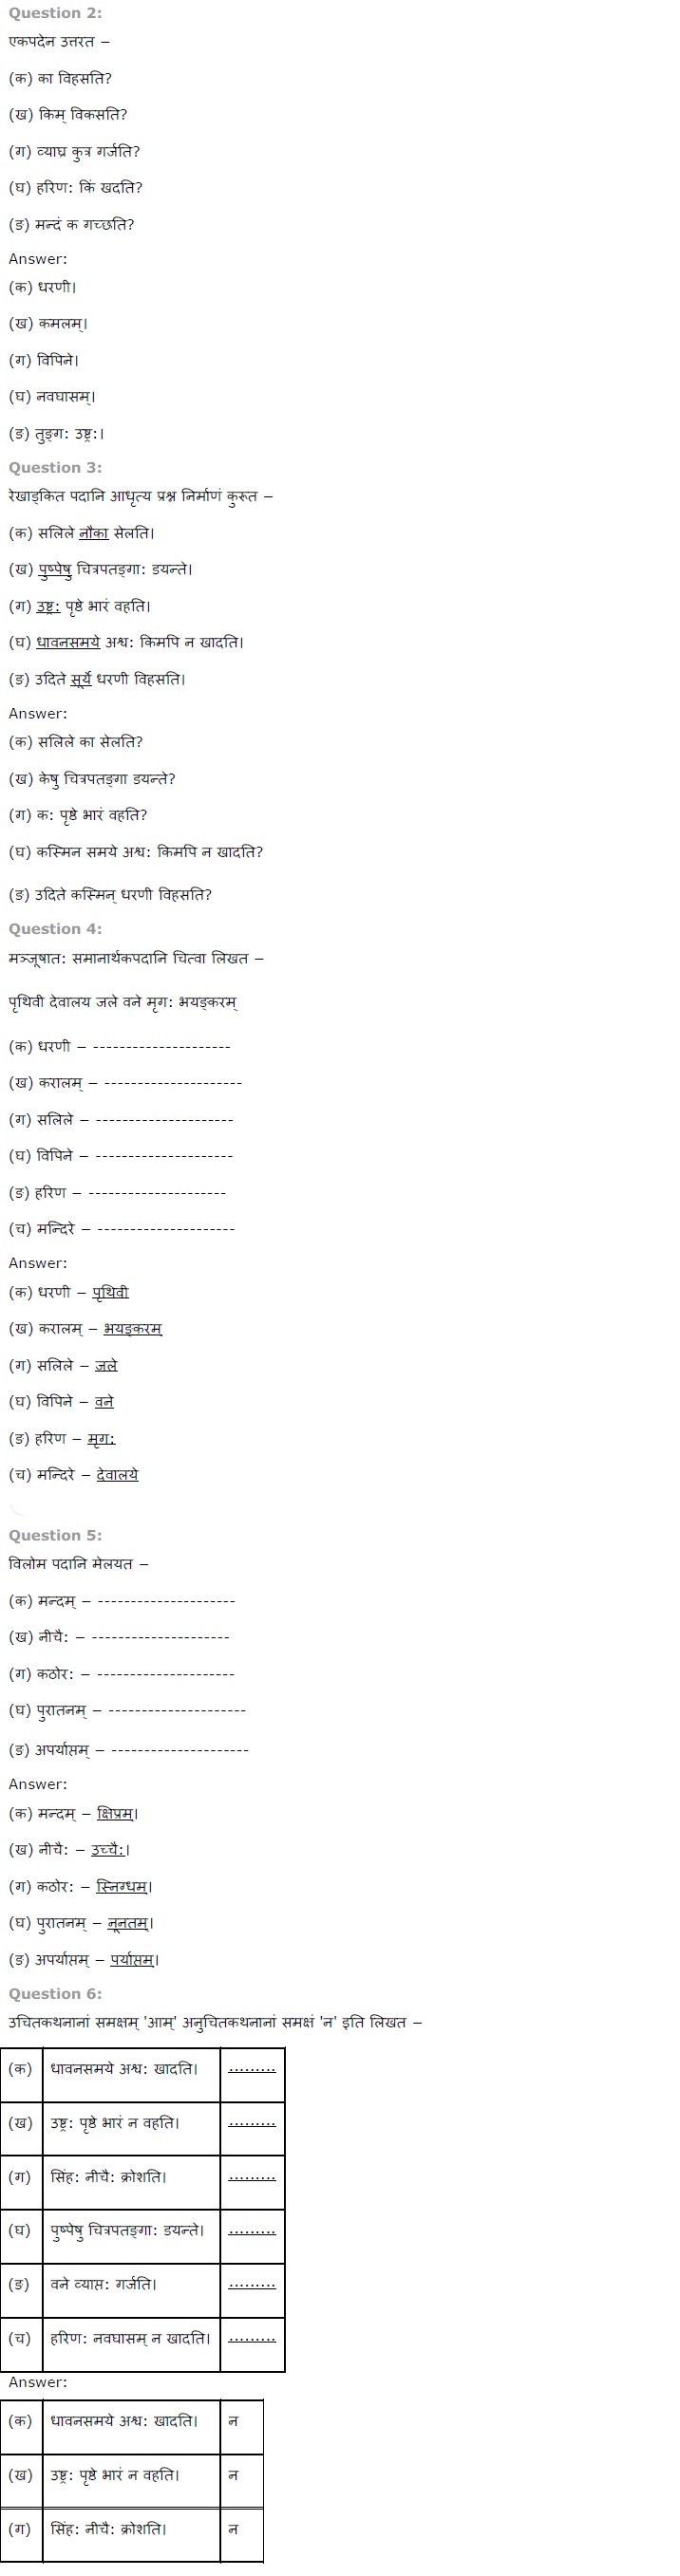 Question 2:
एकपदेन उत्तरत –
(क) का विहसति?
(ख) किम् विकसति?
(ग) व्याघ्र कुत्र गर्जति?
(घ) हरिण: किं खदति?
(ङ) मन्दं क गच्छति?
Answer:
(क) धरणी।
(ख) कमलम्।
(ग) विपिने।
(घ) नवघासम्।
(ङ) तुङ्ग: उष्ट्र:।
Question 3:
रेखाङ्कित पदानि आधृत्य प्रश्न निर्माणं कुरूत –
(क) सलिले नौका सेलति।
(ख) पुष्पेषु चित्रपतङ्गा: डयन्ते।
(ग) उष्ट्र: पृष्ठे भारं वहति।
(घ) धावनसमये अश्व: किमपि न खादति।
(ङ) उदिते सूर्ये धरणी विहसति।
Answer:
(क) सलिले का सेलति?
(ख) केषु चित्रपतङ्गा डयन्ते?
(ग) क: पृष्ठे भारं वहति?
(घ) कस्मिन समये अश्व: किमपि न खादति?
(ङ) उदिते कस्मिन् धरणी विहसति?
Question 4:
मञ्जूषात: समानार्थकपदानि चित्वा लिखत –
पृथिवी देवालय जले वने मृग: भयङ्करम्
(क) धरणी – ---------------------
(ख) करालम् – ---------------------
(ग) सलिले – ---------------------
(घ) विपिने – ---------------------
(ङ) हरिण – ---------------------
(च) मन्दिरे – ---------------------
Answer:
(क) धरणी – पृथिवी
(ख) करालम् – भयङ्करम्
(ग) सलिले – जले
(घ) विपिने – वने
(ङ) हरिण – मृग:
(च) मन्दिरे – देवालये
Question 5:
विलोम पदानि मेलयत –
(क) मन्दम् – ---------------------
(ख) नीचै: – ---------------------
(ग) कठोर: – ---------------------
(घ) पुरातनम् – ---------------------
(ङ) अपर्याप्तम् – ---------------------
Answer:
(क) मन्दम् – क्षिप्रम्।
(ख) नीचै: – उच्चै:।
(ग) कठोर: – स्निग्धम्।
(घ) पुरातनम् – नूनतम्।
(ङ) अपर्याप्तम् – पर्याप्तम्।
Question 6:
उचितकथनानां समक्षम् 'आम्' अनुचितकथनानां समक्षं 'न' इति लिखत –
(क) धावनसमये अश्व: खादति। .........
(ख) उष्ट्र: पृष्ठे भारं न वहति। .........
(ग) सिंह: नीचै: क्रोशति। .........
(घ) पुष्पेषु चित्रपतङ्गा: डयन्ते। .........
(ङ) वने व्याप्त: गर्जति। .........
(च) हरिण: नवघासम् न खादति। .........
Answer:
(क) धावनसमये अश्व: खादति। न
(ख) उष्ट्र: पृष्ठे भारं न वहति। न
(ग) सिंह: नीचै: क्रोशति। न